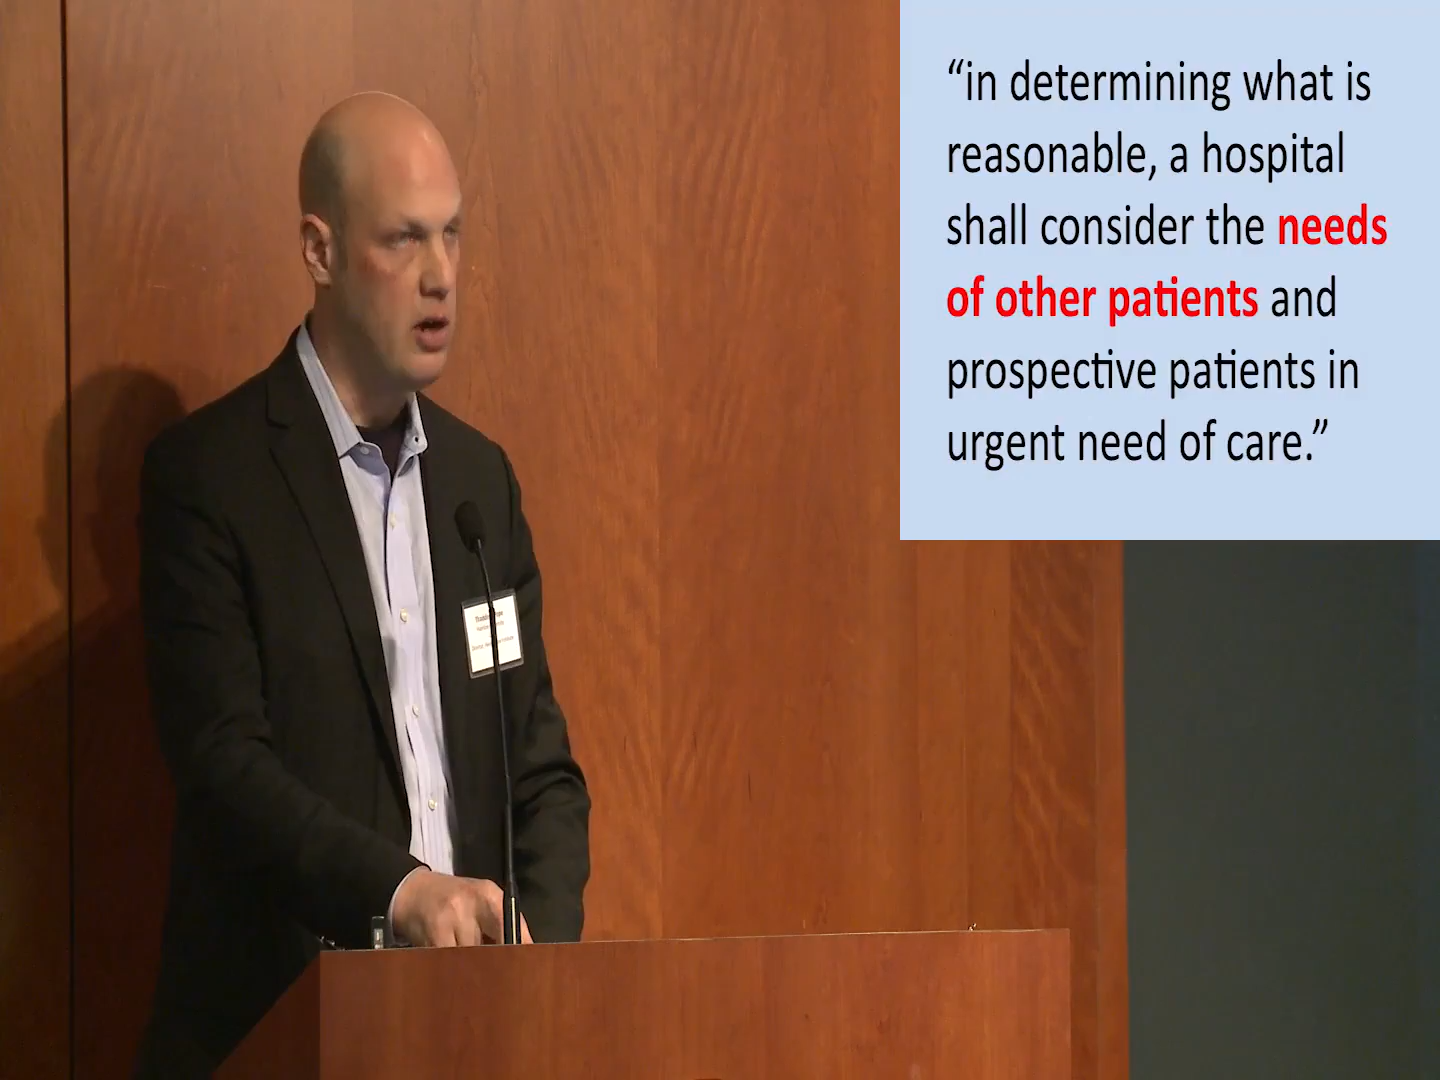 “in determining what is
reasonable, a hospital
shall consider the needs
of other patients and
prospective patients in
urgent need of care.”